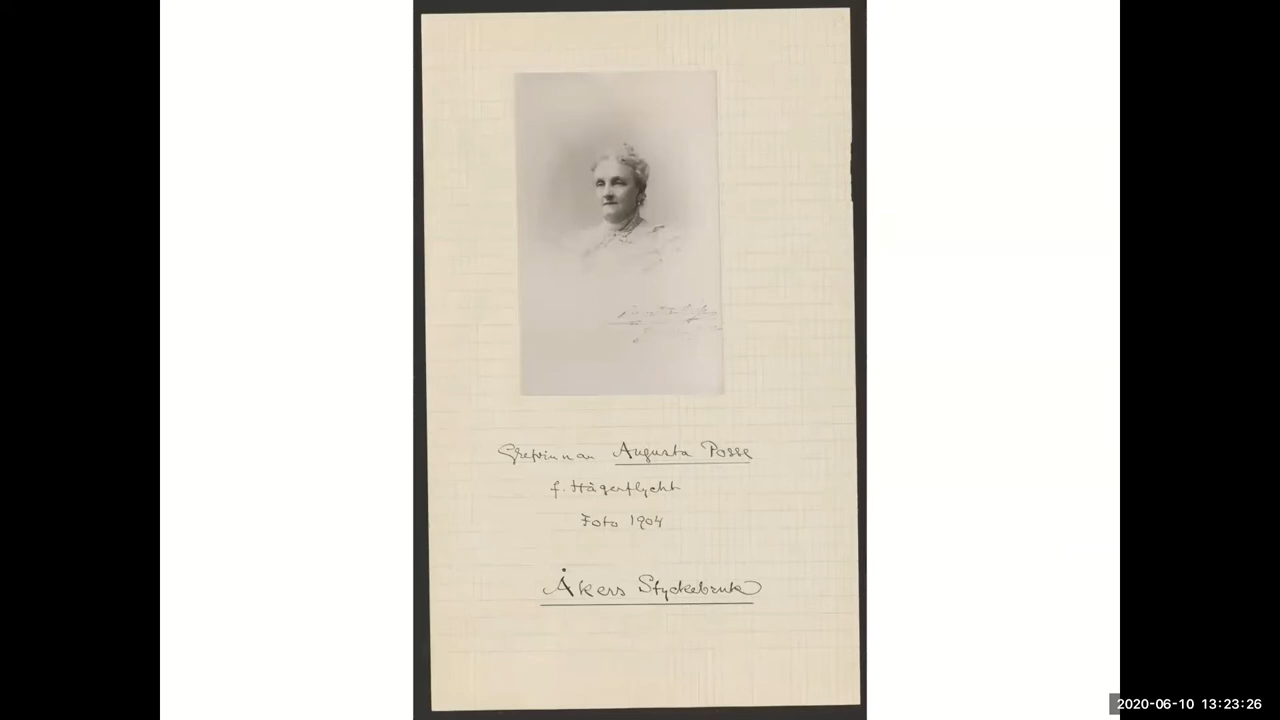 Grefvinnan Augusta Posse
f. Hägerflycht
Foto 1904
Åkers Styckebruk
2020-06-10 13:23:26